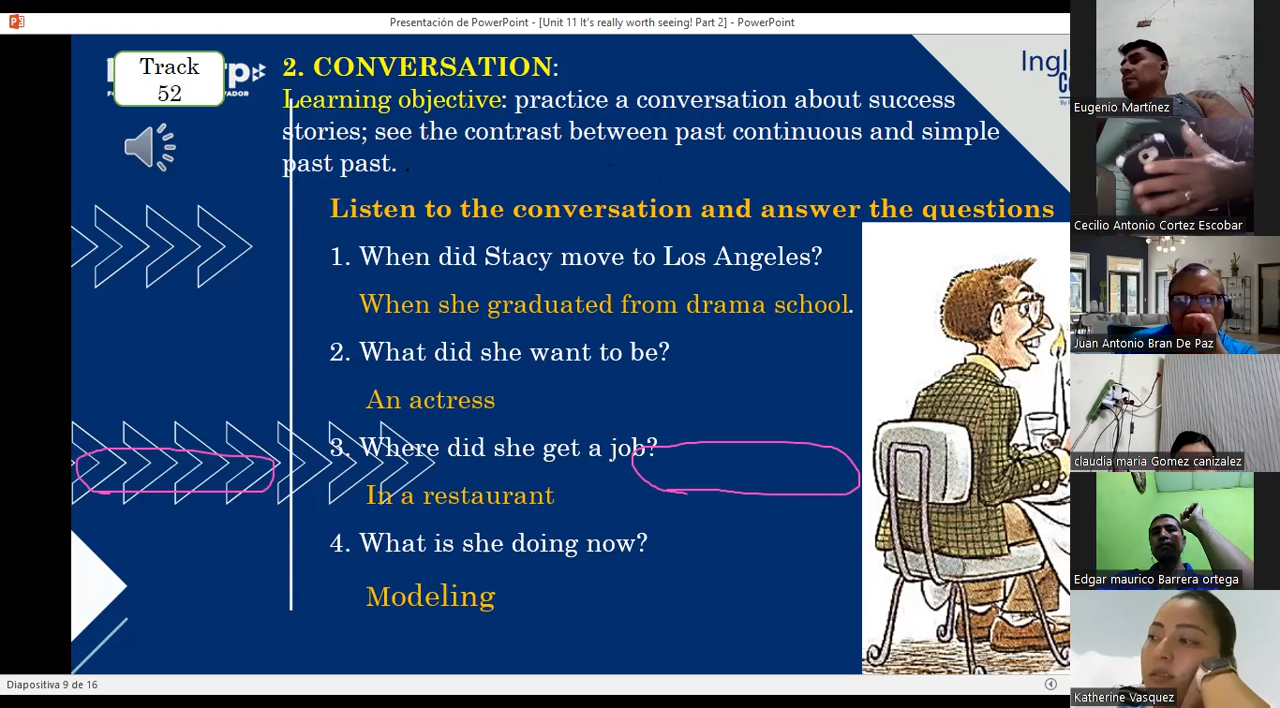 Presentación de PowerPoint - [Unit 11 It's really worth seeing! Part 2] - PowerPoint
Track
52
2. CONVERSATION:
Learning objective: practice a conversation about success
stories; see the contrast between past continuous and simple
past past.
Listen to the conversation and answer the questions
1. When did Stacy move to Los Angeles?
When she graduated from drama school.
2. What did she want to be?
An actress
3. Where did she get a job?
In a restaurant
4. What is she doing now?
Modeling
Diapositiva 9 de 16
Eugenio Martínez
Cecilio Antonio Cortez Escobar
Juan Antonio Bran De Paz
claudia maria Gomez canizalez
Edgar maurico Barrera ortega
Katherine Vasquez